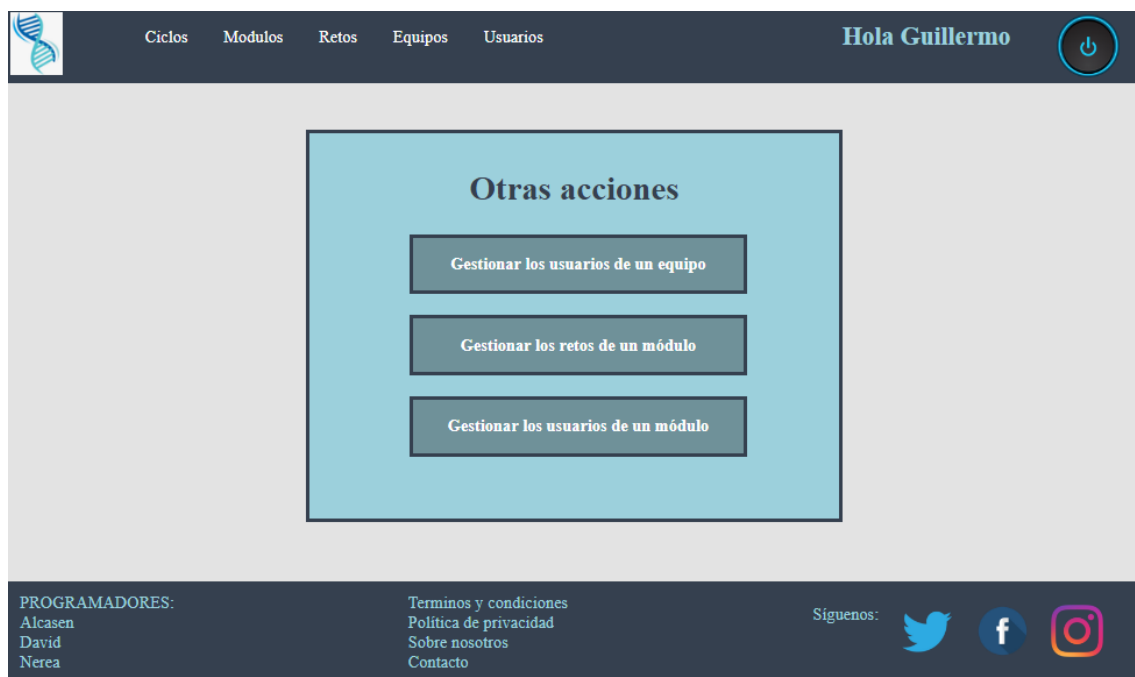 Ciclos Modulos Retos Equipos Usuarios Hola Guillermo
Otras acciones
Gestionar los usuarios de un equipo
Gestionar los retos de un módulo
Gestionar los usuarios de un módulo
PROGRAMADORES:
Alcasen
David
Nerea
Terminos y condiciones
Política de privacidad
Sobre nosotros
Contacto
Síguenos: